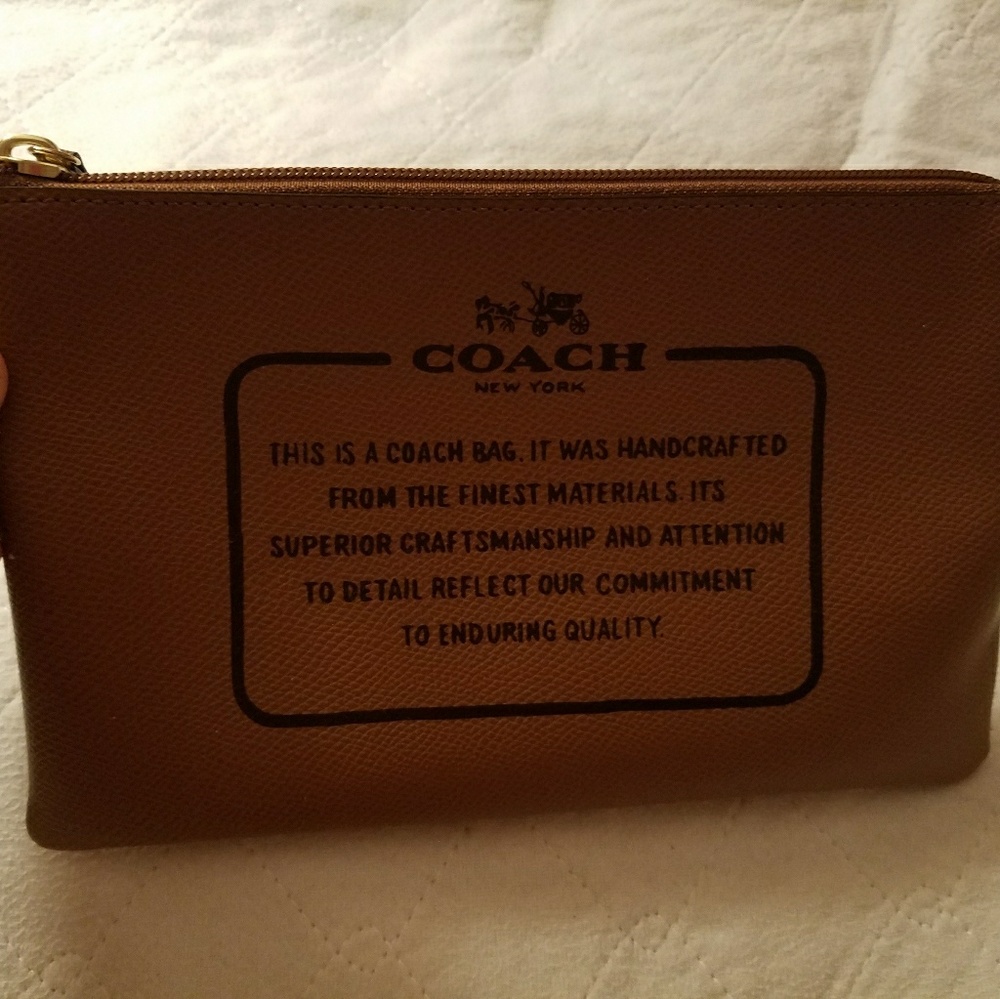 COACH
NEW YORK
THIS IS A COACH BAG. IT WAS HANDCRAFTED
FROM THE FINEST MATERIALS. ITS
SUPERIOR CRAFTSMANSHIP AND ATTENTION
TO DETAIL REFLECT OUR COMMITMENT
TO ENDURING QUALITY.